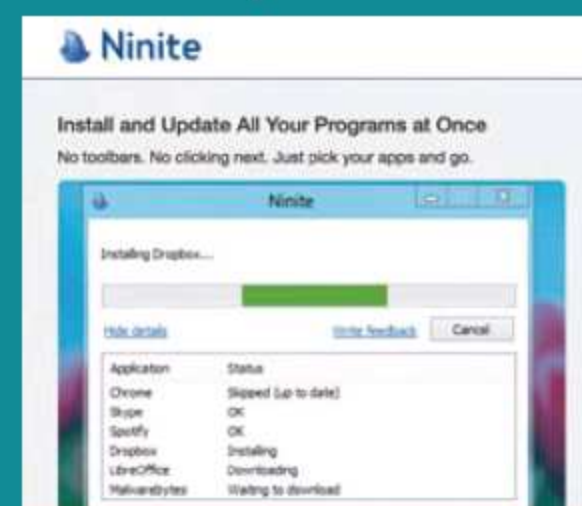 Ninite
Install and Update All Your Programs at Once
No toolbars. No clicking next. Just pick your apps and go.
Ninite
Installing Dropbox...
Hide details Write feedback Cancel
Application Status
Chrome Skipped (up to date)
Skype OK
Spotify OK
Dropbox Installing
LibreOffice Downloading
Malwarebytes Waiting to download